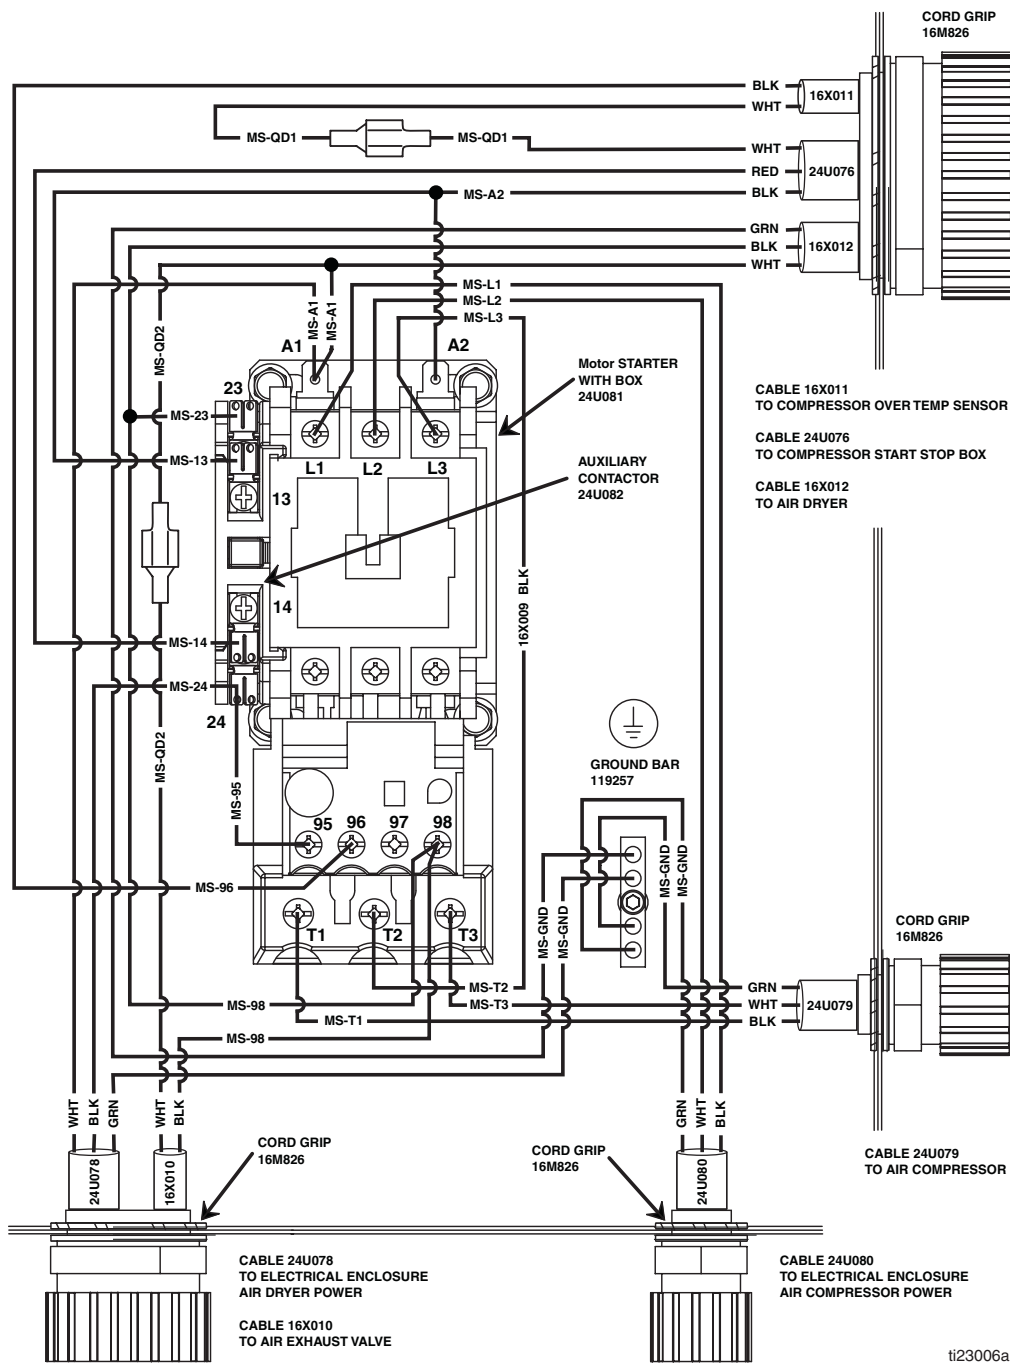 CORD GRIP
16M826
BLK
16X011
WHT
MS-QD1
MS-QD1
WHT
RED
24U076
BLK
MS-A2
GRN
BLK
16X012
WHT
MS-L1
MS-L2
MS-L3
MS-A1
MS-A1
MS-QD2
A1
A2
Motor STARTER
WITH BOX
24U081
23
MS-23
MS-13
L1
L2
L3
13
AUXILIARY
CONTACTOR
24U082
CABLE 16X011
TO COMPRESSOR OVER TEMP SENSOR
CABLE 24U076
TO COMPRESSOR START STOP BOX
CABLE 16X012
TO AIR DRYER
14
16X009 BLK
MS-14
MS-24
24
MS-QD2
MS-95
GROUND BAR
119257
95
96
97
98
MS-96
MS-GND
MS-GND
MS-GND
MS-GND
T1
T2
T3
CORD GRIP
16M826
MS-T2
GRN
MS-98
MS-T3
WHT
24U079
MS-T1
BLK
MS-98
WHT
BLK
GRN
WHT
BLK
GRN
WHT
BLK
24U078
16X010
CORD GRIP
16M826
CORD GRIP
16M826
24U080
CABLE 24U079
TO AIR COMPRESSOR
CABLE 24U078
TO ELECTRICAL ENCLOSURE
AIR DRYER POWER
CABLE 16X010
TO AIR EXHAUST VALVE
CABLE 24U080
TO ELECTRICAL ENCLOSURE
AIR COMPRESSOR POWER
ti23006a